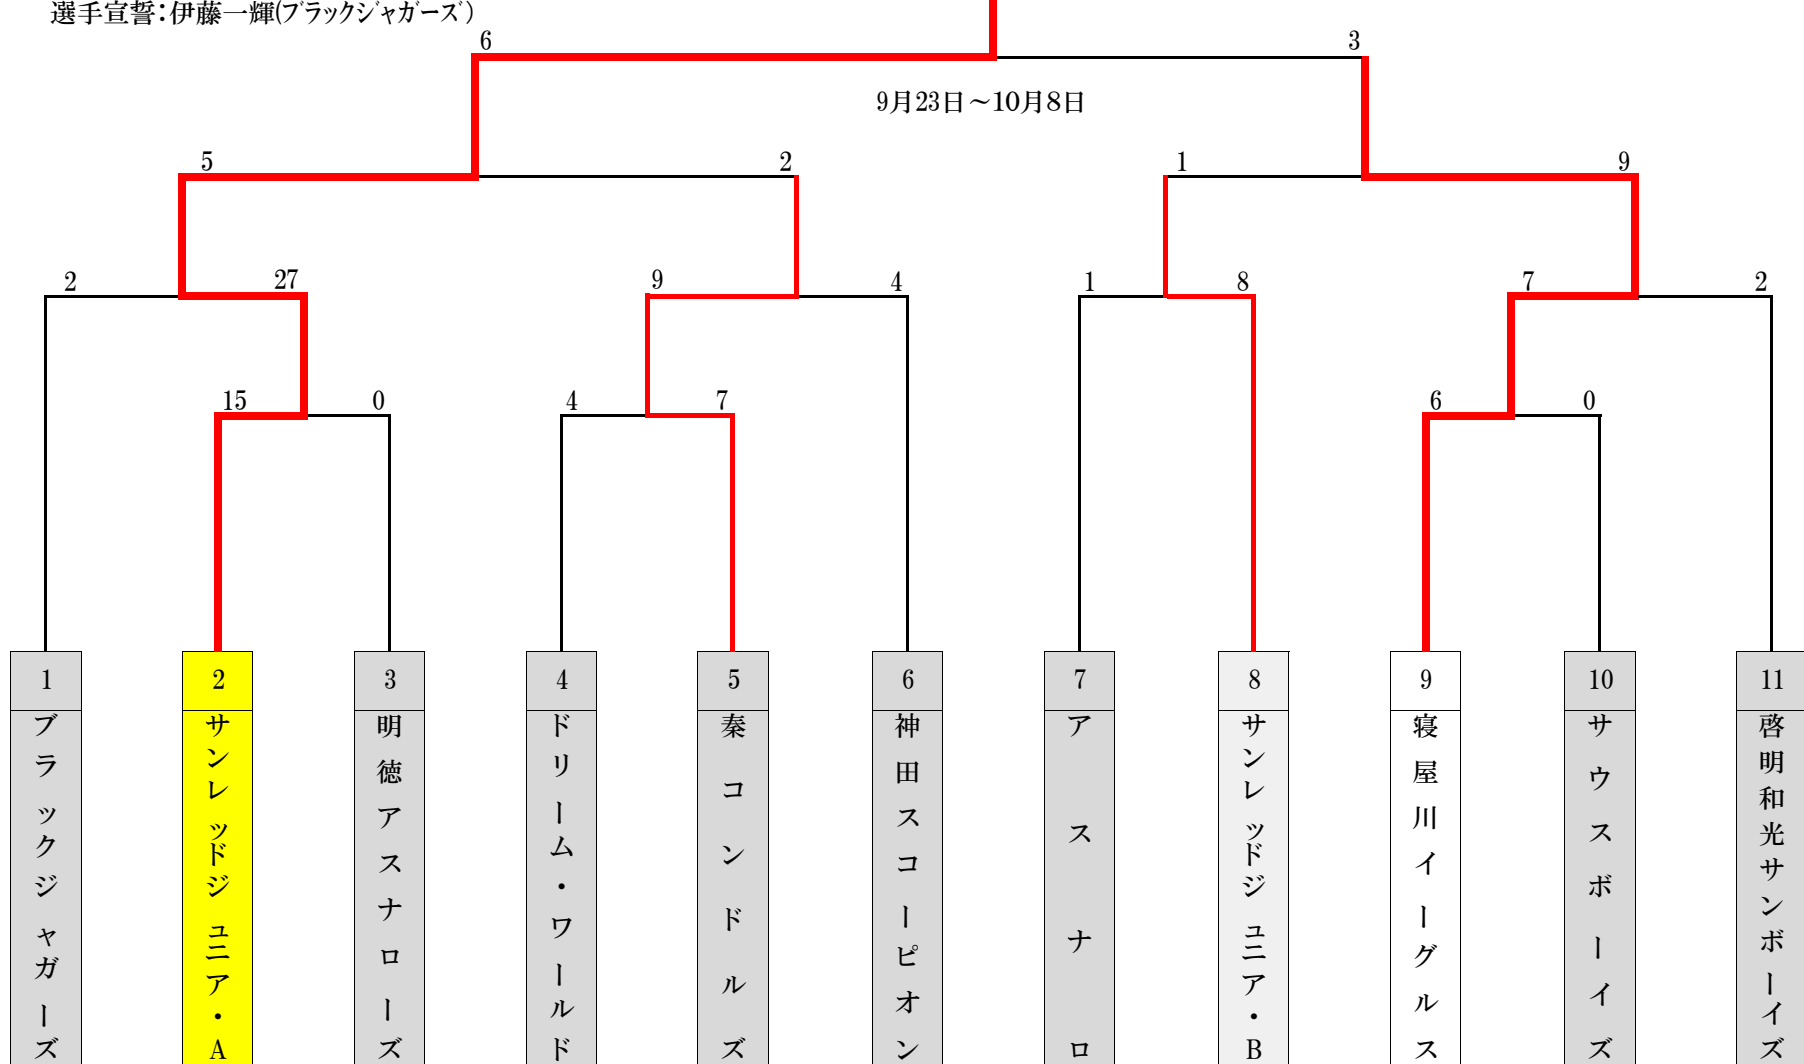 選手宣誓：伊藤一輝(ブラックジャガーズ)
6 3
9月23日～10月8日
5 2 1 9
2 27 9 4 1 8 7 2
15 0 4 7 6 0
1 2 3 4 5 6 7 8 9 10 11
ブラックジャガーズ
サンレッドジュニア・A
明徳アスナローズ
ドリーム・ワールド
秦コンドルズ
神田スコーピオン
アスナロ
サンレッドジュニア・B
寝屋川イーグルス
サウスボーイズ
啓明和光サンボーイズ